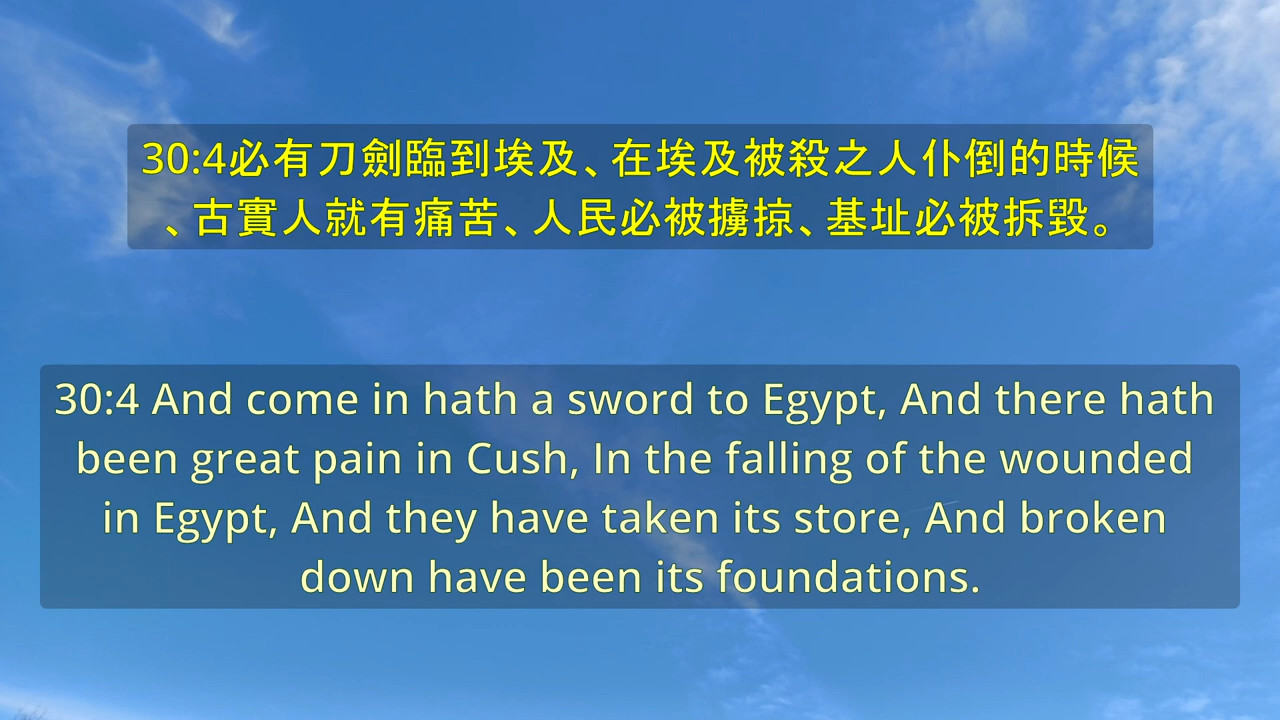 30:4必有刀劍臨到埃及、在埃及被殺之人仆倒的時候
、古實人就有痛苦、人民必被擄掠、基址必被拆毀。
30:4 And come in hath a sword to Egypt, And there hath
been great pain in Cush, In the falling of the wounded
in Egypt, And they have taken its store, And broken
down have been its foundations.